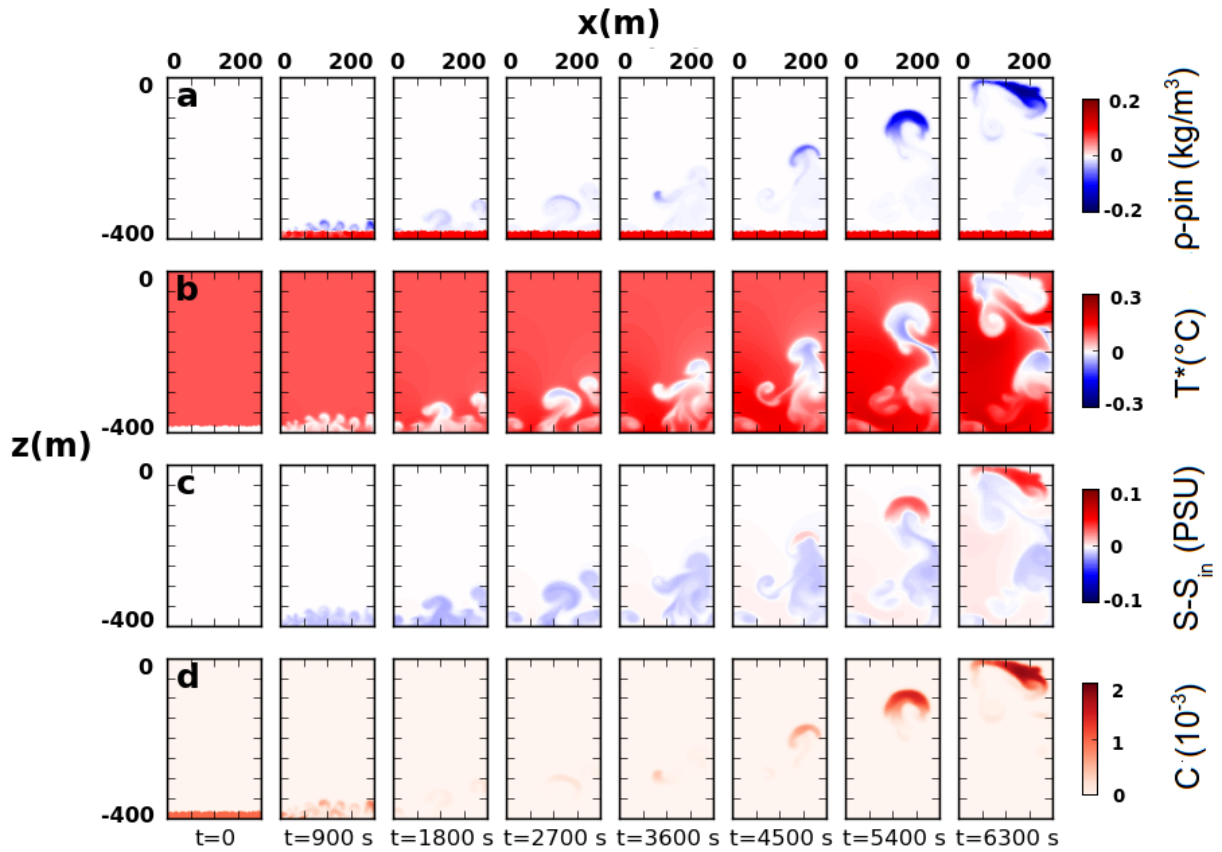 x(m)
0 200 0 200 0 200 0 200 0 200 0 200 0 200 0 200
a
0
-400
0.2
0
-0.2
ρ-ρin (kg/m³)
b
0
-400
0.3
0
-0.3
T*(°C)
z(m)
c
0
-400
0.1
0
-0.1
S-Sin (PSU)
d
0
-400
2
1
0
C (10⁻³)
t=0 t=900 s t=1800 s t=2700 s t=3600 s t=4500 s t=5400 s t=6300 s